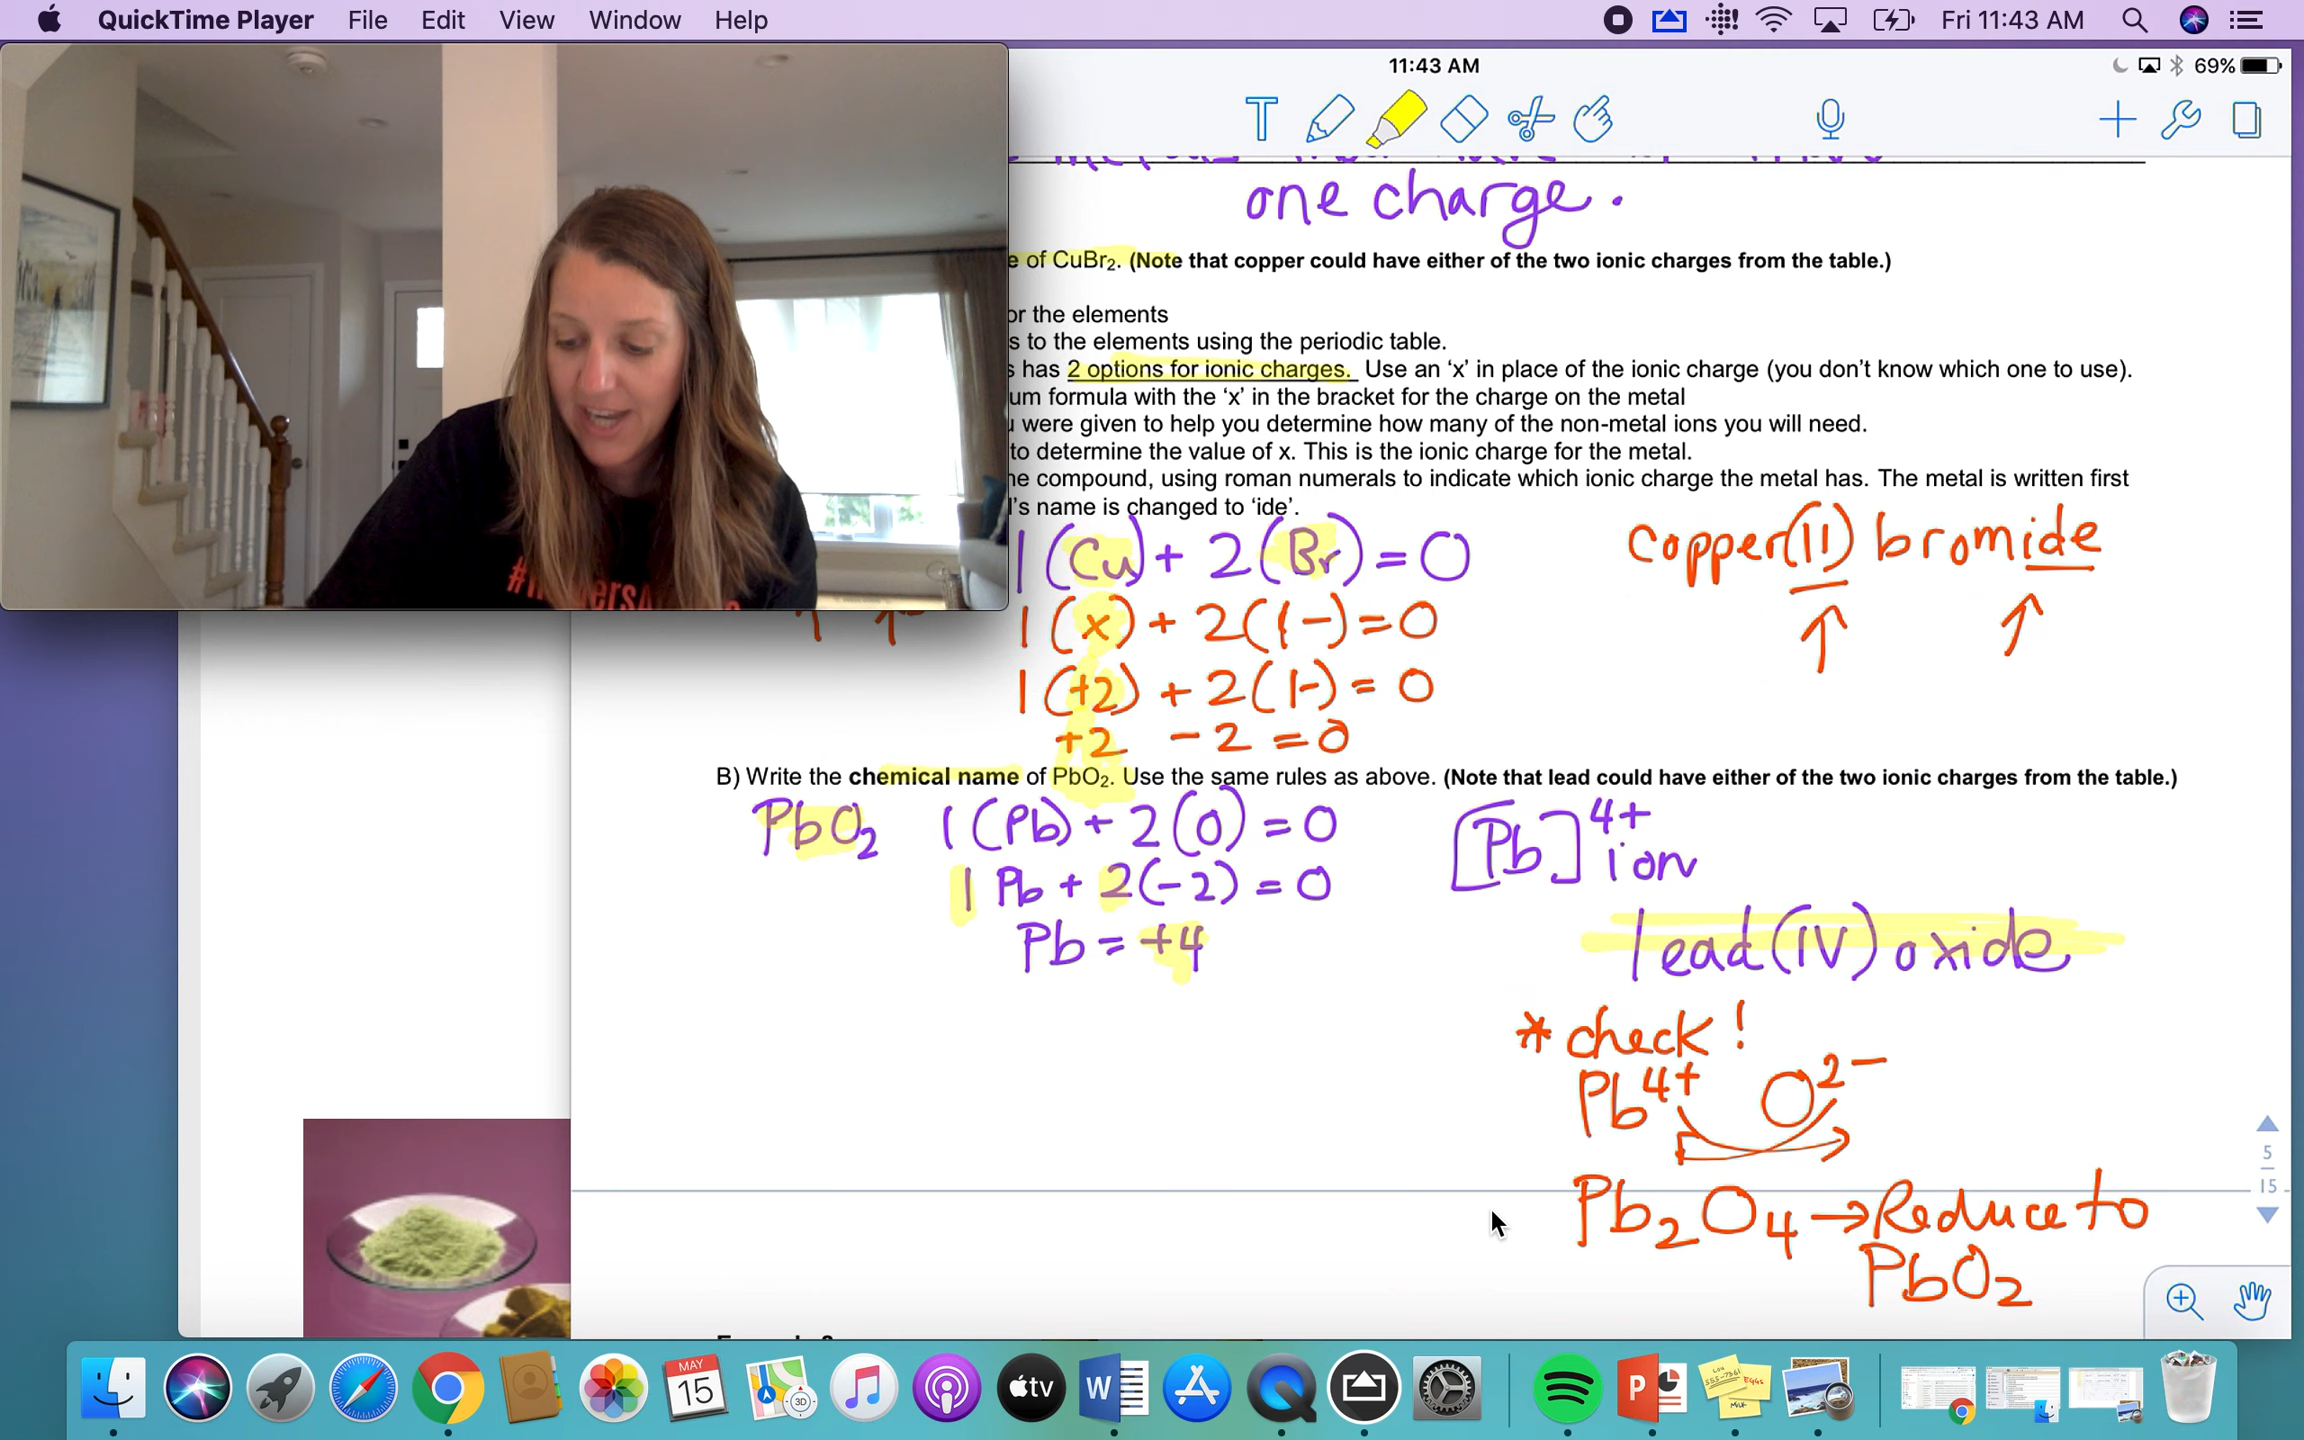 QuickTime Player File Edit View Window Help Fri 11:43 AM
11:43 AM 69%
T
one charge.
e of CuBr₂. (Note that copper could have either of the two ionic charges from the table.)
or the elements
s to the elements using the periodic table.
s has 2 options for ionic charges. Use an ‘x’ in place of the ionic charge (you don’t know which one to use).
um formula with the ‘x’ in the bracket for the charge on the metal
u were given to help you determine how many of the non-metal ions you will need.
to determine the value of x. This is the ionic charge for the metal.
he compound, using roman numerals to indicate which ionic charge the metal has. The metal is written first
l’s name is changed to ‘ide’.
1 (Cu) + 2 (Br) = 0
copper(II) bromide
1 (x) + 2(1-) = 0
1 (+2) + 2(1-) = 0
+2 -2 = 0
B) Write the chemical name of PbO₂. Use the same rules as above. (Note that lead could have either of the two ionic charges from the table.)
PbO₂ 1 (Pb) + 2 (O) = 0
[Pb]⁴⁺ ion
1 Pb + 2(-2) = 0
Pb = +4
lead(IV) oxide
* check!
Pb⁴⁺ O²⁻
Pb₂O₄ → Reduce to
PbO₂
5
15
MAY
15
3D
tv
W
P